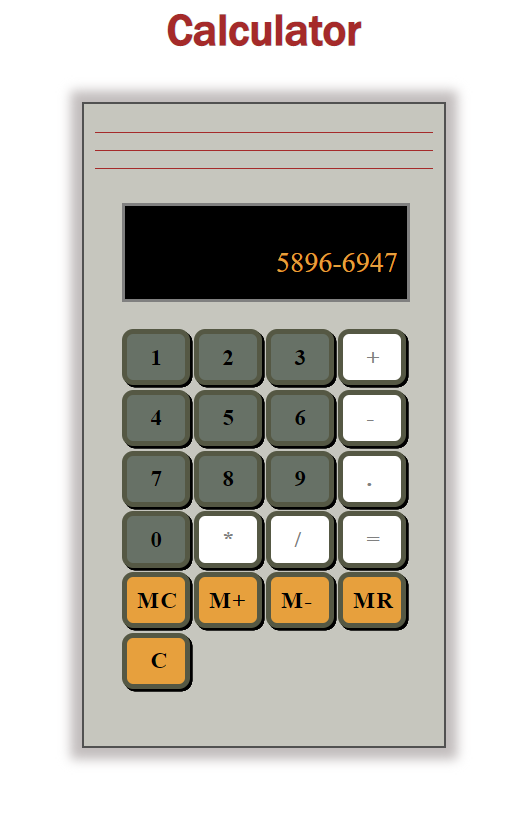 Calculator
5896-6947
1 2 3 +
4 5 6 -
7 8 9 .
0 * / =
MC M+ M- MR
C